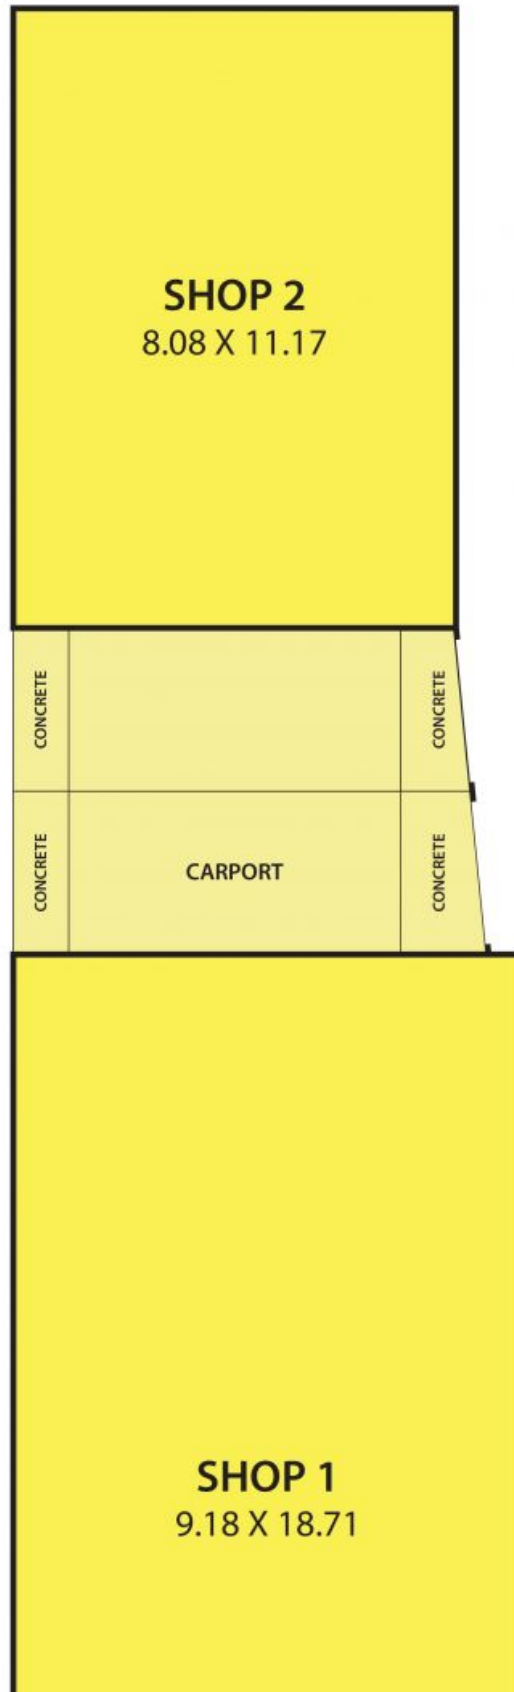 SHOP 2
8.08 X 11.17
CONCRETE
CONCRETE
CONCRETE
CARPORT
CONCRETE
SHOP 1
9.18 X 18.71